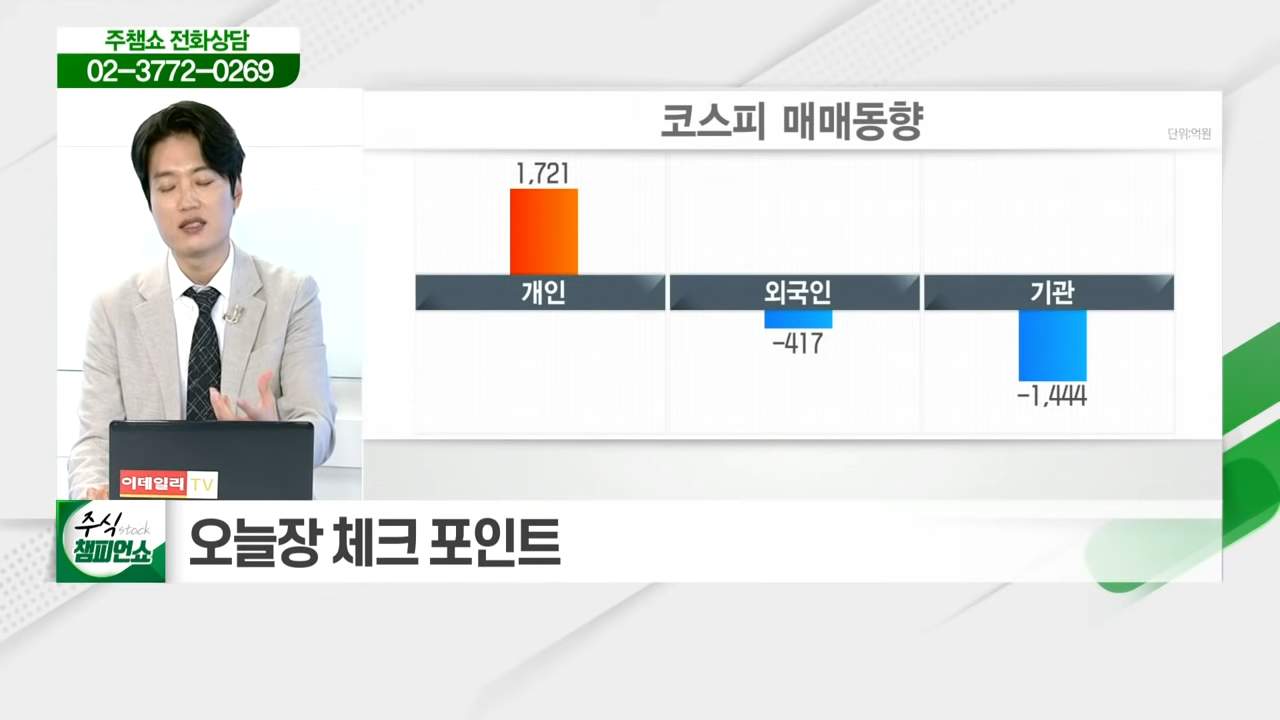 주챔쇼 전화상담
02-3772-0269
코스피 매매동향
단위:억원
1,721
개인
외국인
기관
-417
-1,444
이데일리 TV
주식 stock
챔피언쇼
오늘장 체크 포인트